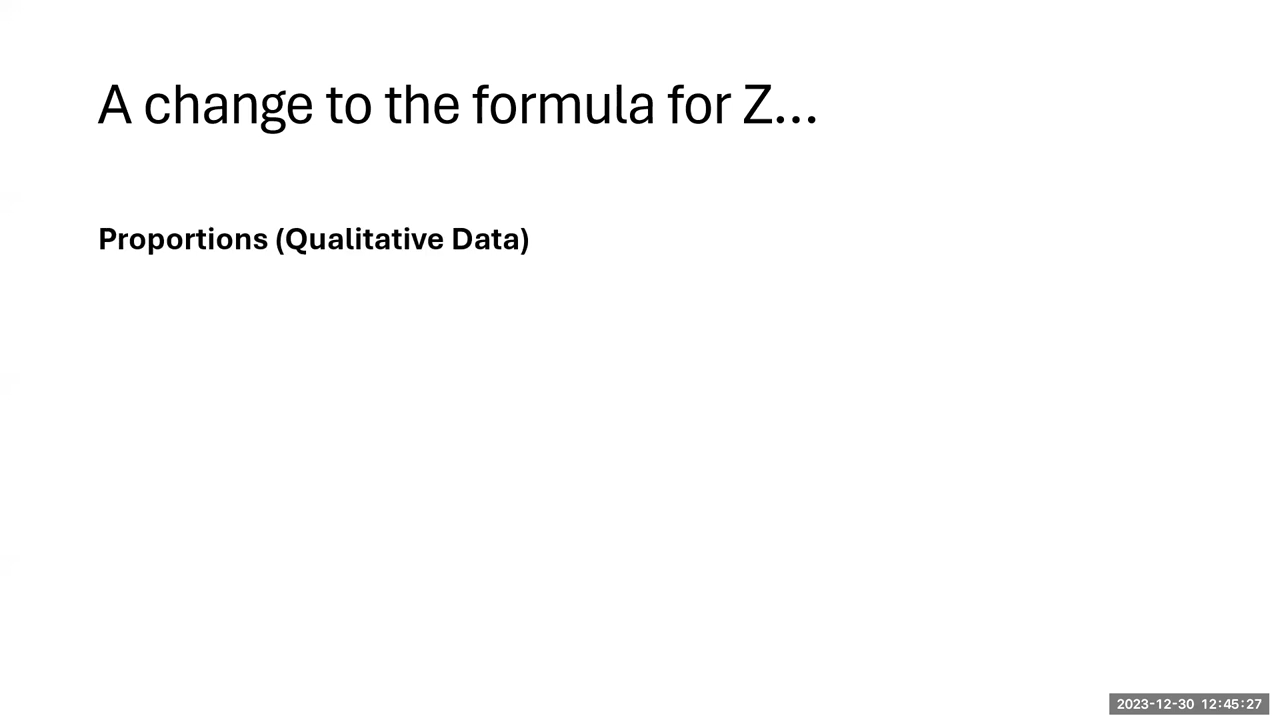 A change to the formula for Z...
Proportions (Qualitative Data)
2023-12-30 12:45:27